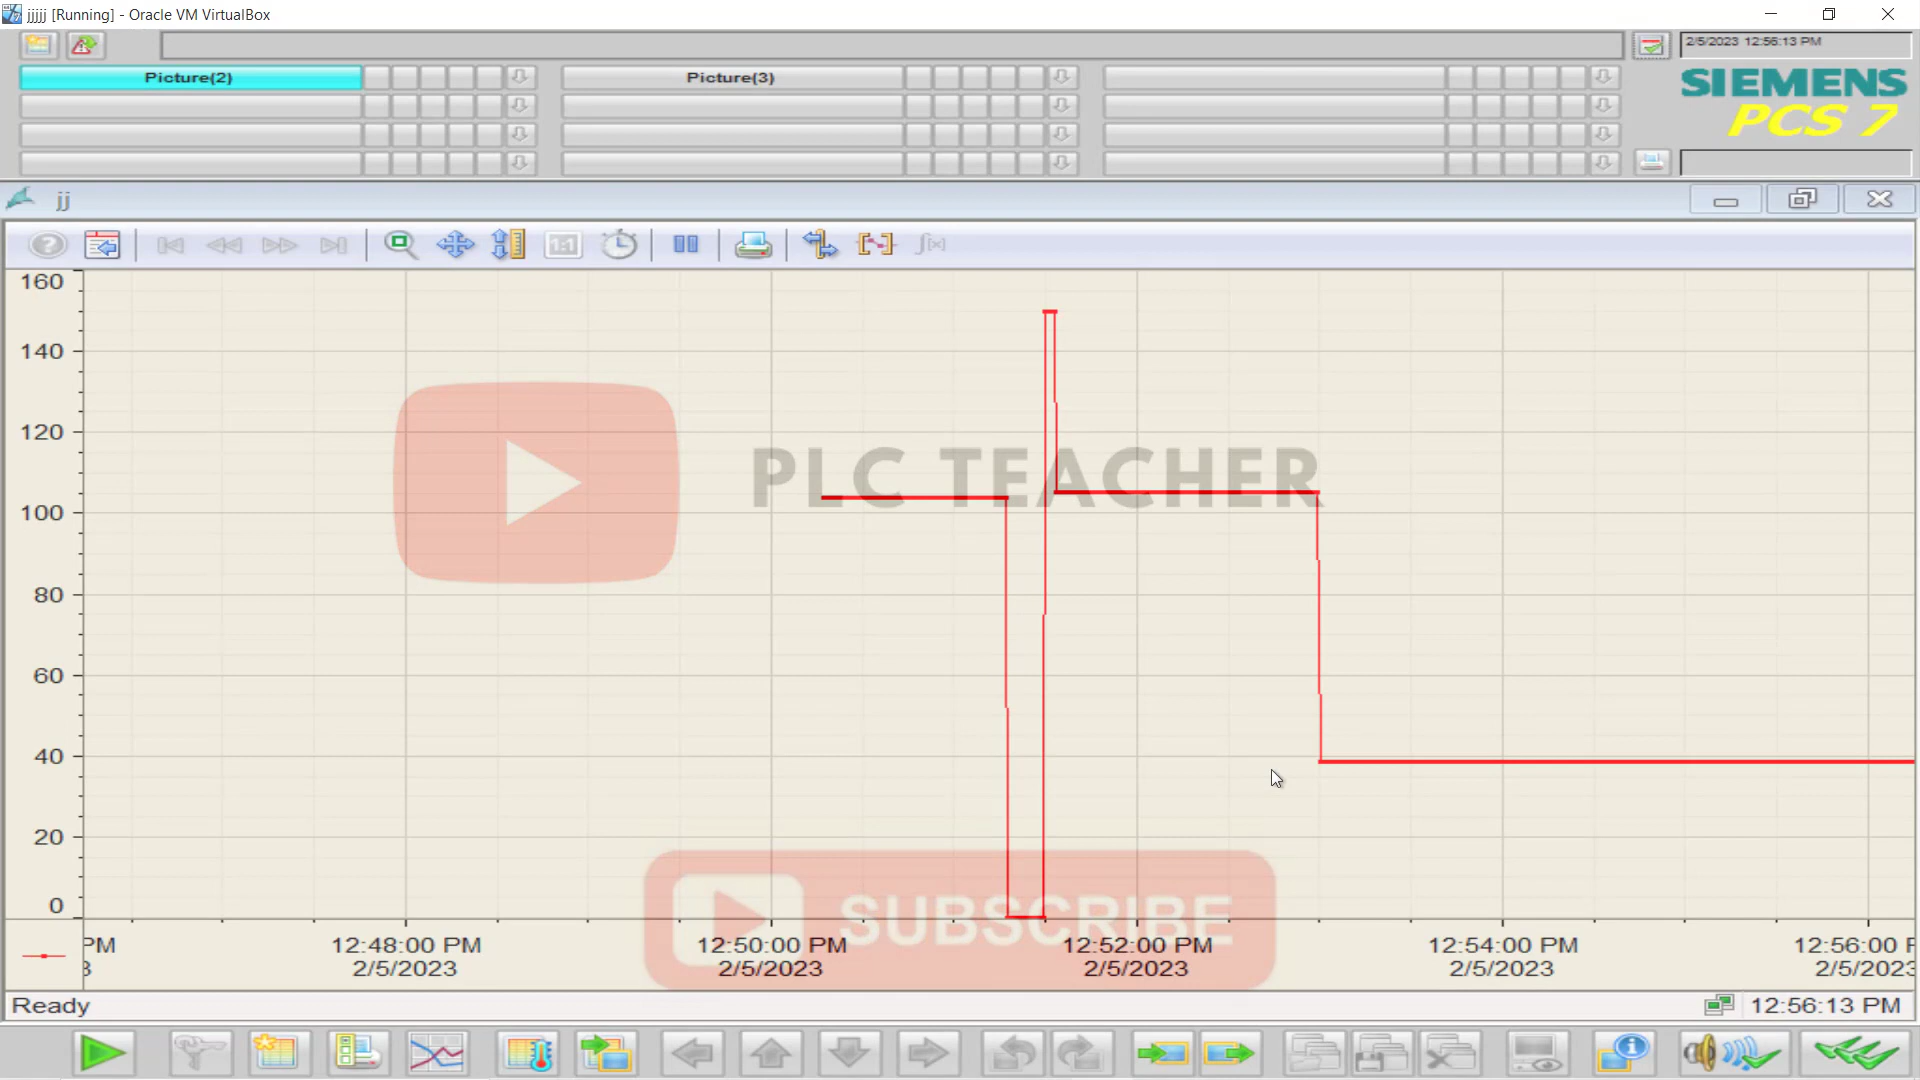 jjjjj [Running] - Oracle VM VirtualBox
2/5/2023 12:56:13 PM
Picture(2)
Picture(3)
SIEMENS
PCS 7
jj
1:1
f(x)
160
140
120
100
80
60
40
20
0
PLC TEACHER
SUBSCRIBE
PM 12:48:00 PM 12:50:00 PM 12:52:00 PM 12:54:00 PM 12:56:00 P
3 2/5/2023 2/5/2023 2/5/2023 2/5/2023 2/5/2023
Ready
12:56:13 PM